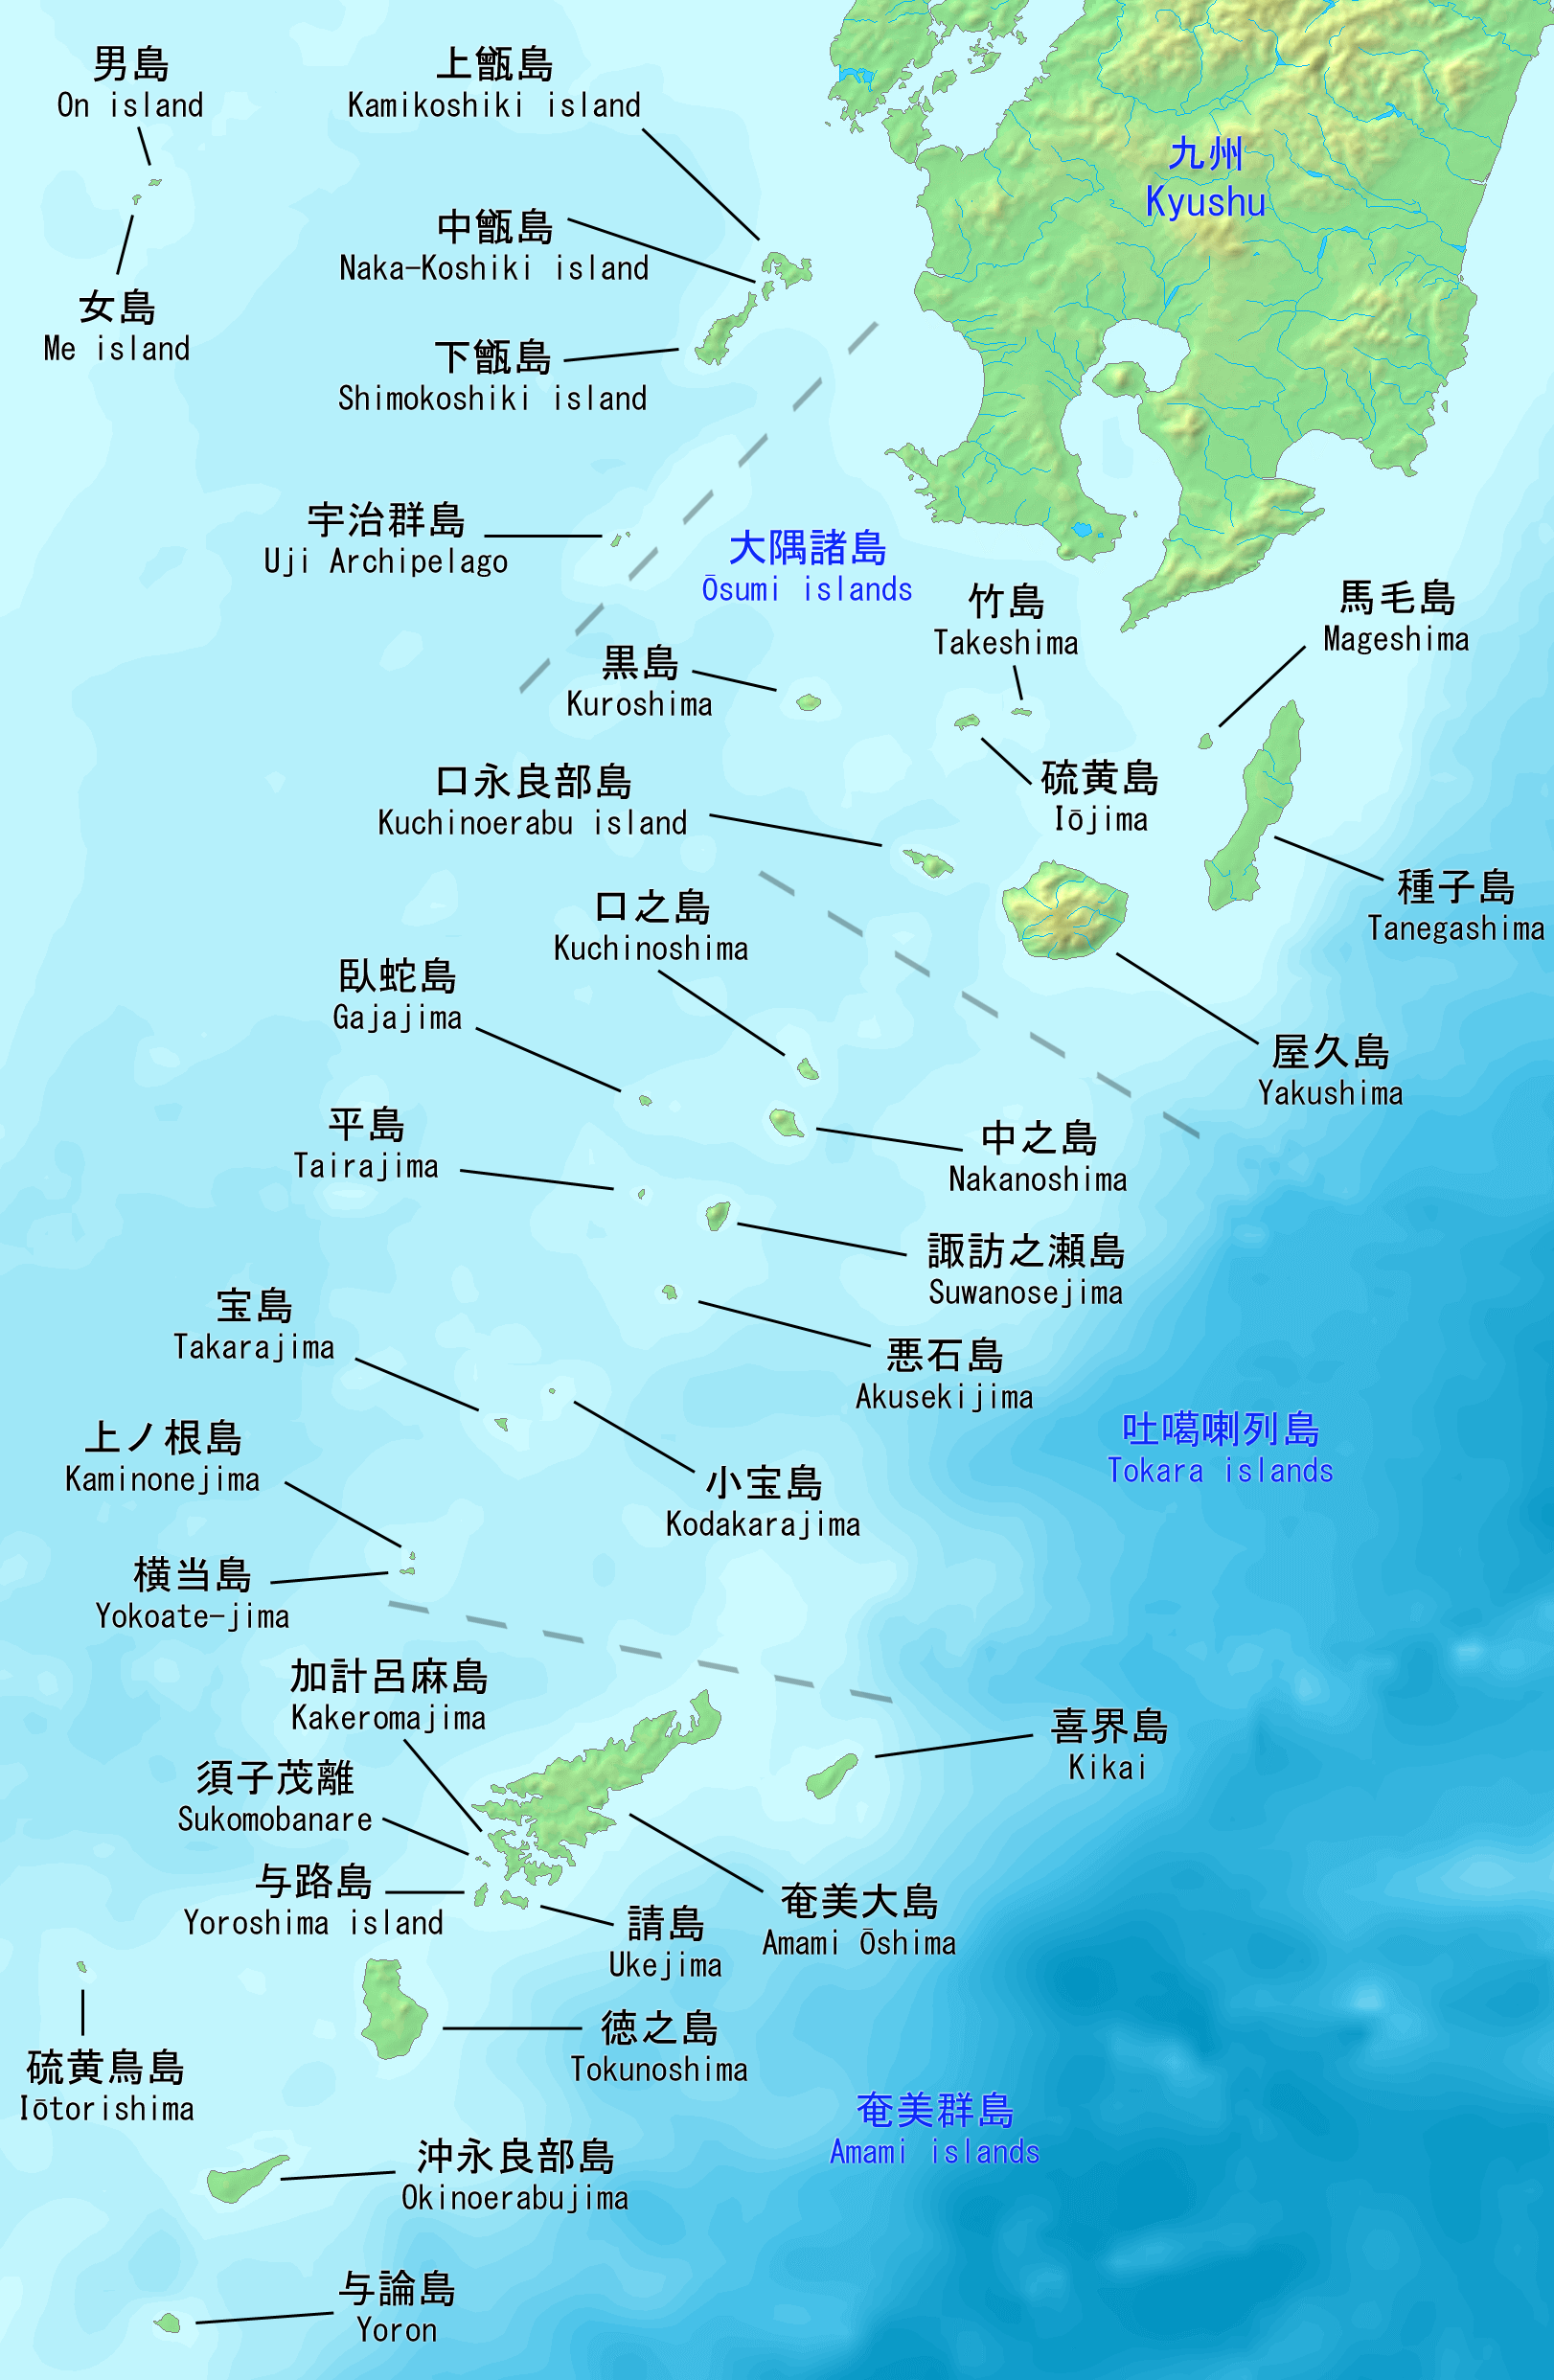 男島
On island
上甑島
Kamikoshiki island
九州
Kyushu
中甑島
Naka-Koshiki island
女島
Me island
下甑島
Shimokoshiki island
宇治群島
Uji Archipelago
大隅諸島
Ōsumi islands
竹島
Takeshima
馬毛島
Mageshima
黒島
Kuroshima
硫黄島
Iōjima
口永良部島
Kuchinoerabu island
種子島
Tanegashima
口之島
Kuchinoshima
臥蛇島
Gajajima
屋久島
Yakushima
平島
Tairajima
中之島
Nakanoshima
諏訪之瀬島
Suwanosejima
宝島
Takarajima
悪石島
Akusekijima
上ノ根島
Kaminonejima
吐噶喇列島
Tokara islands
小宝島
Kodakarajima
横当島
Yokoate-jima
加計呂麻島
Kakeromajima
喜界島
Kikai
須子茂離
Sukomobanare
与路島
Yoroshima island
奄美大島
Amami Ōshima
請島
Ukejima
徳之島
Tokunoshima
硫黄鳥島
Iōtorishima
奄美群島
Amami islands
沖永良部島
Okinoerabujima
与論島
Yoron